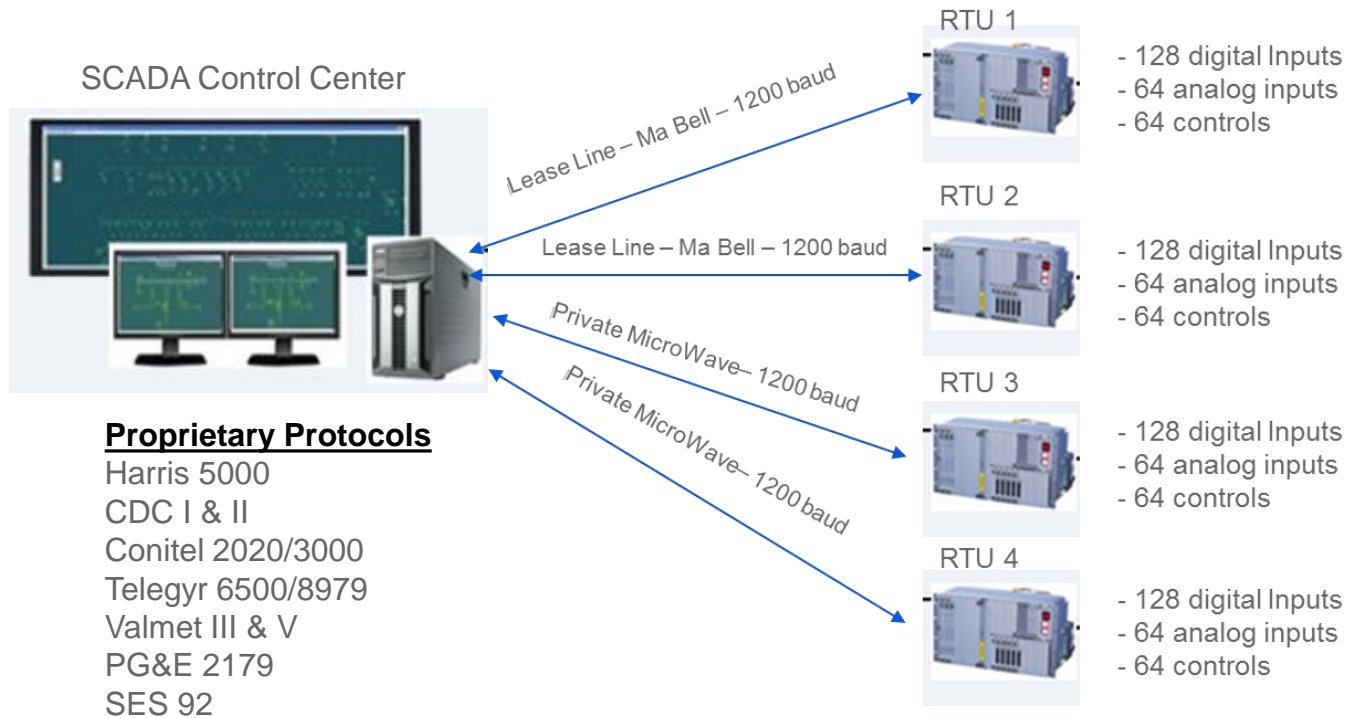 SCADA Control Center
Proprietary Protocols
Harris 5000
CDC I & II
Conitel 2020/3000
Telegyr 6500/8979
Valmet III & V
PG&E 2179
SES 92
Lease Line – Ma Bell – 1200 baud
Lease Line – Ma Bell – 1200 baud
Private MicroWave– 1200 baud
Private MicroWave– 1200 baud
RTU 1
- 128 digital Inputs
- 64 analog inputs
- 64 controls
RTU 2
- 128 digital Inputs
- 64 analog inputs
- 64 controls
RTU 3
- 128 digital Inputs
- 64 analog inputs
- 64 controls
RTU 4
- 128 digital Inputs
- 64 analog inputs
- 64 controls